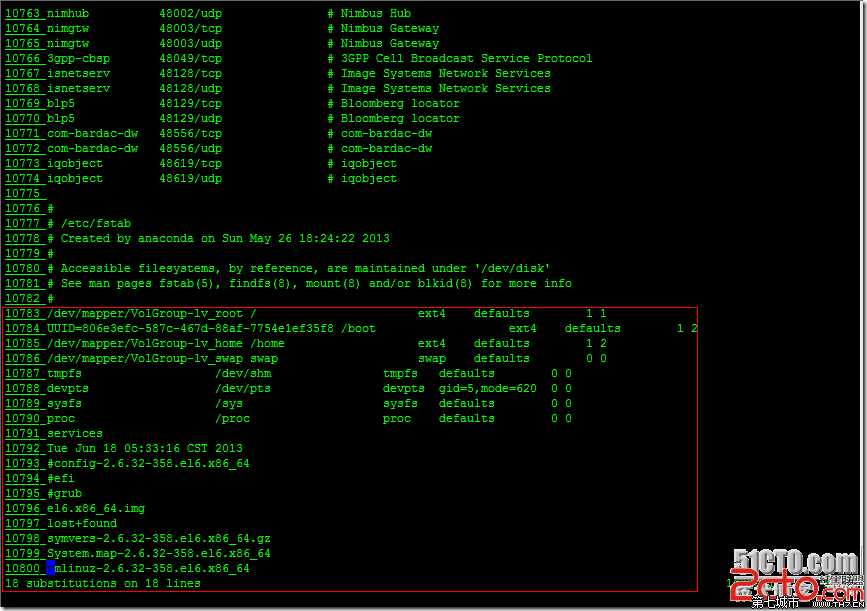 10763 nimhub          48002/udp               # Nimbus Hub
10764 nimgtw          48003/tcp               # Nimbus Gateway
10765 nimgtw          48003/udp               # Nimbus Gateway
10766 3gpp-cbsp       48049/tcp               # 3GPP Cell Broadcast Service Protocol
10767 isnetserv       48128/tcp               # Image Systems Network Services
10768 isnetserv       48128/udp               # Image Systems Network Services
10769 blp5            48129/tcp               # Bloomberg locator
10770 blp5            48129/udp               # Bloomberg locator
10771 com-bardac-dw   48556/tcp               # com-bardac-dw
10772 com-bardac-dw   48556/udp               # com-bardac-dw
10773 iqobject        48619/tcp               # iqobject
10774 iqobject        48619/udp               # iqobject
10775
10776 #
10777 # /etc/fstab
10778 # Created by anaconda on Sun May 26 18:24:22 2013
10779 #
10780 # Accessible filesystems, by reference, are maintained under '/dev/disk'
10781 # See man pages fstab(5), findfs(8), mount(8) and/or blkid(8) for more info
10782 #
10783 /dev/mapper/VolGroup-lv_root /                       ext4    defaults        1 1
10784 UUID=806e3efc-587c-467d-88af-7754e1ef35f8 /boot                   ext4    defaults        1 2
10785 /dev/mapper/VolGroup-lv_home /home                   ext4    defaults        1 2
10786 /dev/mapper/VolGroup-lv_swap swap                    swap    defaults        0 0
10787 tmpfs                   /dev/shm                tmpfs   defaults        0 0
10788 devpts                  /dev/pts                devpts  gid=5,mode=620  0 0
10789 sysfs                   /sys                    sysfs   defaults        0 0
10790 proc                    /proc                   proc    defaults        0 0
10791 services
10792 Tue Jun 18 05:33:16 CST 2013
10793 #config-2.6.32-358.el6.x86_64
10794 #efi
10795 #grub
10796 el6.x86_64.img
10797 lost+found
10798 symvers-2.6.32-358.el6.x86_64.gz
10799 System.map-2.6.32-358.el6.x86_64
10800 vmlinuz-2.6.32-358.el6.x86_64
18 substitutions on 18 lines
51CTO.com
2cto.com
第七城市